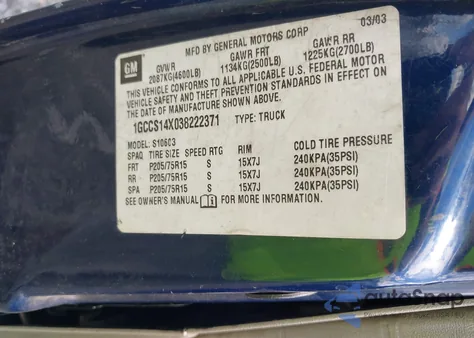 MFD BY GENERAL MOTORS CORP 03/03
GM GVWR GAWR FRT GAWR RR
2087KG(4600LB) 1134KG(2500LB) 1225KG(2700LB)
THIS VEHICLE CONFORMS TO ALL APPLICABLE U.S. FEDERAL MOTOR
VEHICLE SAFETY AND THEFT PREVENTION STANDARDS IN EFFECT ON
THE DATE OF MANUFACTURE SHOWN ABOVE.
1GCCS14X038222371 TYPE: TRUCK
MODEL: S10603
SPAQ TIRE SIZE SPEED RTG RIM COLD TIRE PRESSURE
FRT P205/75R15 S 15X7J 240KPA(35PSI)
RR P205/75R15 S 15X7J 240KPA(35PSI)
SPA P205/75R15 S 15X7J 240KPA(35PSI)
SEE OWNER'S MANUAL FOR MORE INFORMATION.
autoSnap